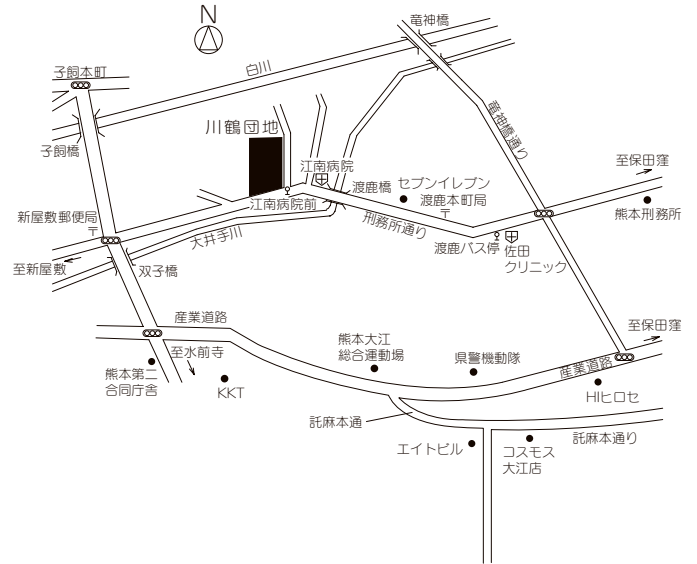 N
竜神橋
子飼本町
白川
竜神橋通り
川鶴団地
子飼橋
江南病院
至保田窪
渡鹿橋
セブンイレブン
渡鹿本町局
〒
江南病院前
熊本刑務所
新屋敷郵便局
〒
刑務所通り
大井手川
渡鹿バス停
佐田
クリニック
至新屋敷
双子橋
産業道路
至保田窪
熊本大江
総合運動場
至水前寺
県警機動隊
産業道路
熊本第二
合同庁舎
KKT
HIヒロセ
託麻本通
託麻本通り
エイトビル
コスモス
大江店